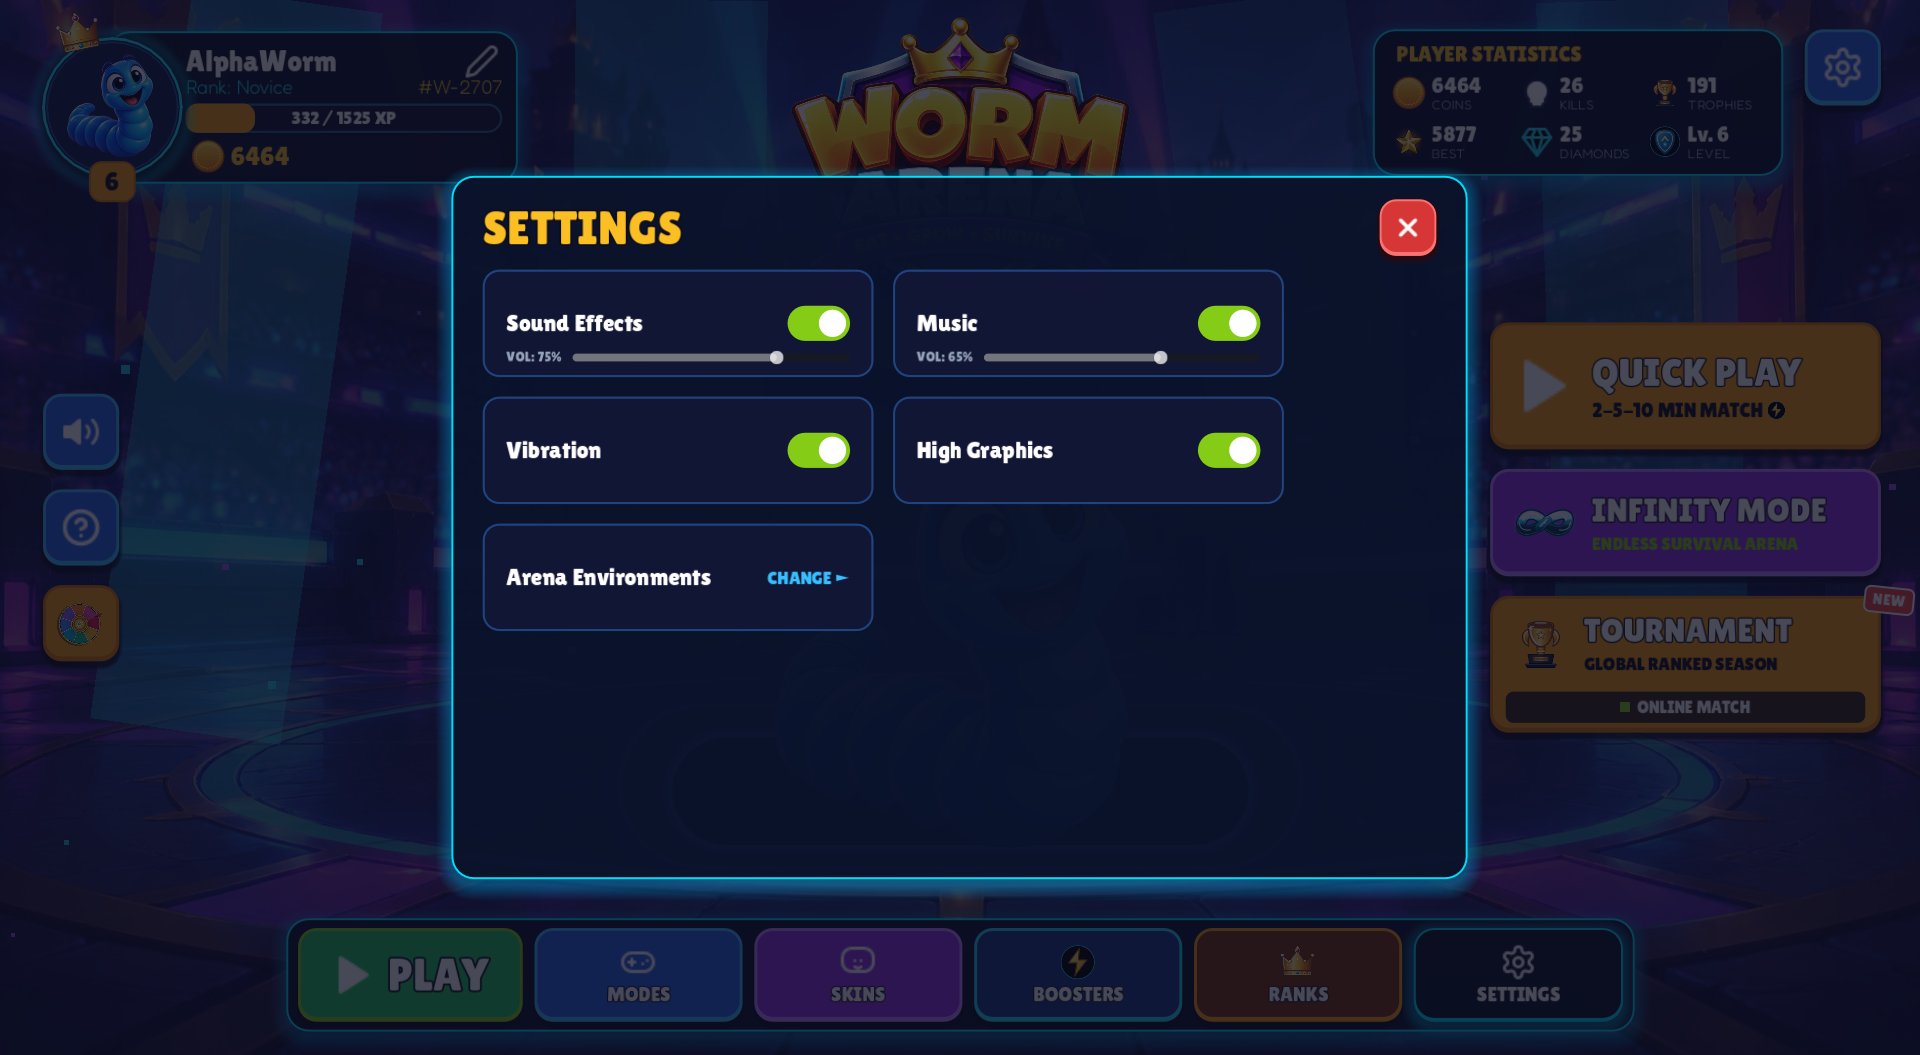 AlphaWorm
Rank: Novice
#W-2707
332 / 1525 XP
6464
6
WORM
ARENA
PLAYER STATISTICS
6464
COINS
26
KILLS
191
TROPHIES
5877
BEST
25
DIAMONDS
Lv. 6
LEVEL
SETTINGS
Sound Effects
VOL: 75%
Music
VOL: 65%
Vibration
High Graphics
Arena Environments
CHANGE ►
QUICK PLAY
2-5-10 MIN MATCH
INFINITY MODE
ENDLESS SURVIVAL ARENA
NEW
TOURNAMENT
GLOBAL RANKED SEASON
ONLINE MATCH
PLAY
MODES
SKINS
BOOSTERS
RANKS
SETTINGS